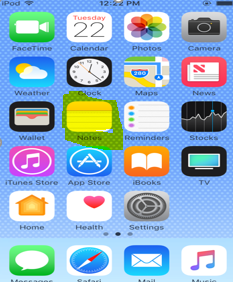 iPod 12:22 PM
Tuesday
22
FaceTime Calendar Photos Camera
280
Weather Clock Maps News
Wallet Notes Reminders Stocks
iTunes Store App Store iBooks TV
Home Health Settings
Messages Safari Mail Music